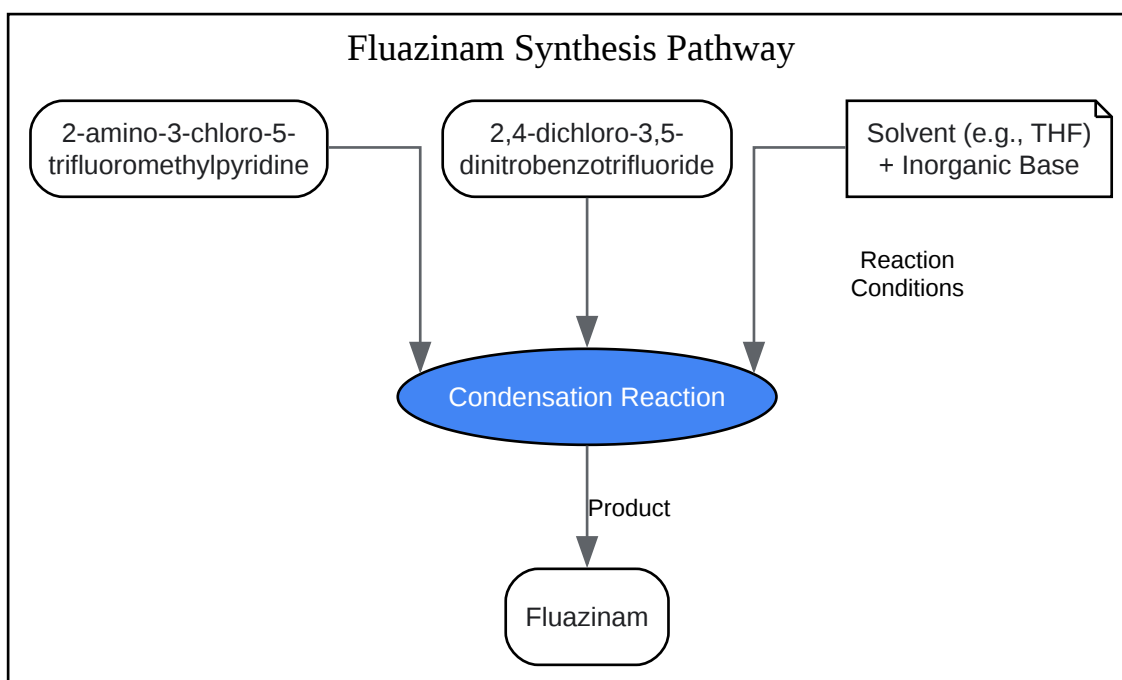 Fluazinam Synthesis Pathway
2-amino-3-chloro-5-
trifluoromethylpyridine
2,4-dichloro-3,5-
dinitrobenzotrifluoride
Solvent (e.g., THF)
+ Inorganic Base
Reaction
Conditions
Condensation Reaction
Product
Fluazinam